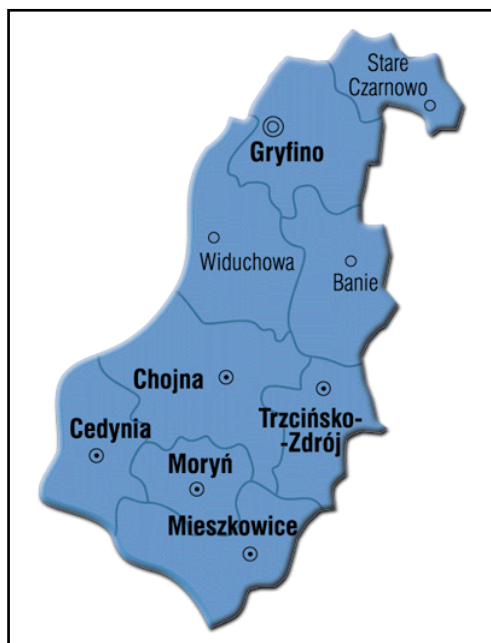 Stare
Czarnowo
Gryfino
Widuchowa
Banie
Chojna
Trzcińsko-
-Zdrój
Cedynia
Moryń
Mieszkowice